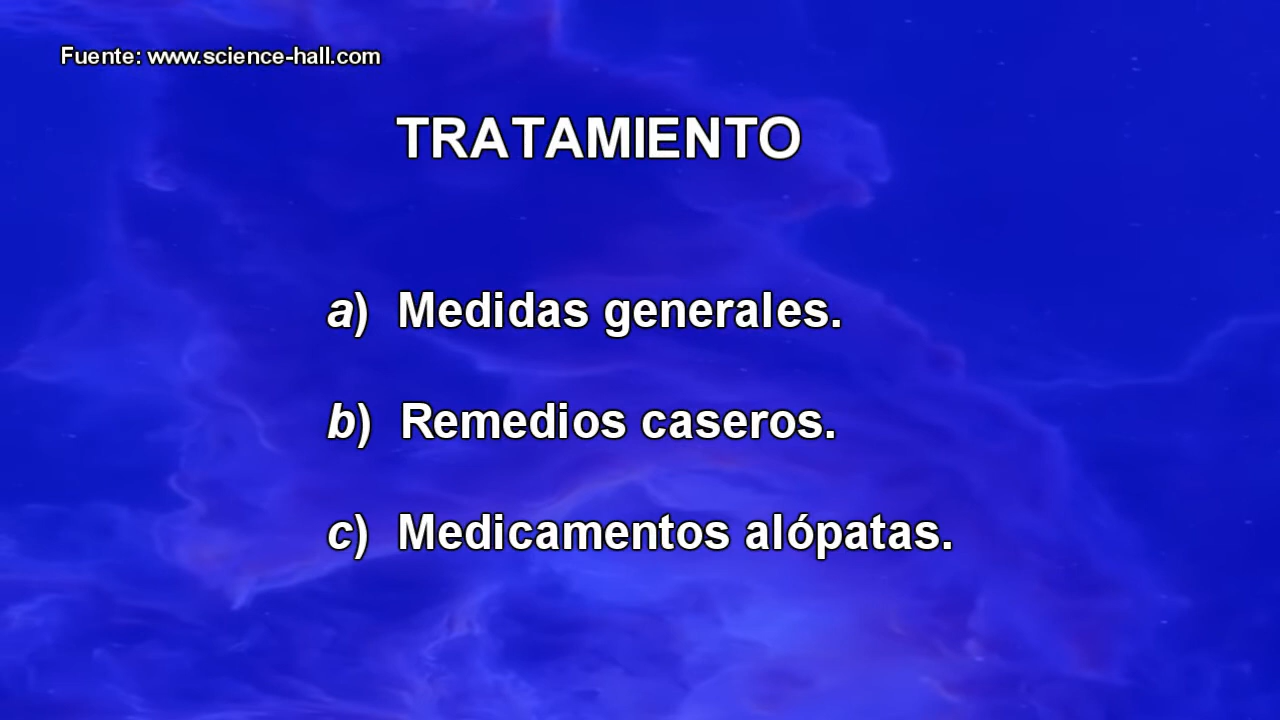 Fuente: www.science-hall.com
TRATAMIENTO
a) Medidas generales.
b) Remedios caseros.
c) Medicamentos alópatas.